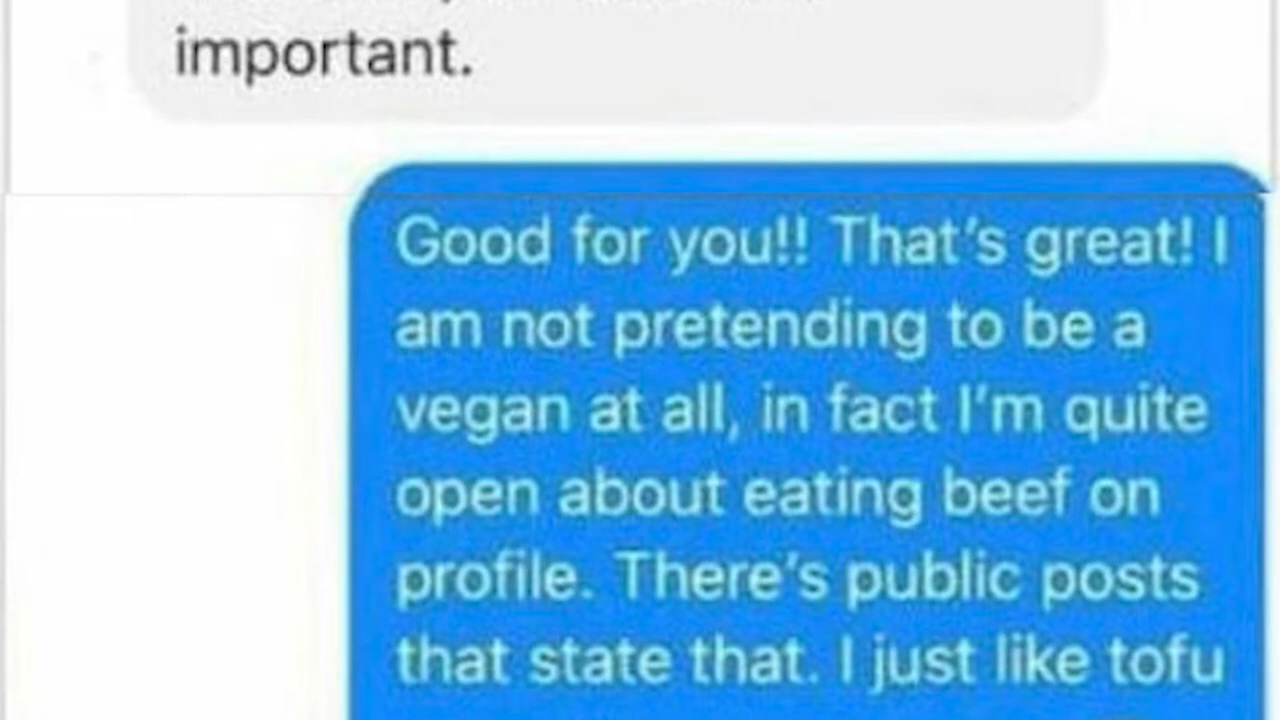 important.
Good for you!! That's great! I
am not pretending to be a
vegan at all, in fact I'm quite
open about eating beef on
profile. There's public posts
that state that. I just like tofu